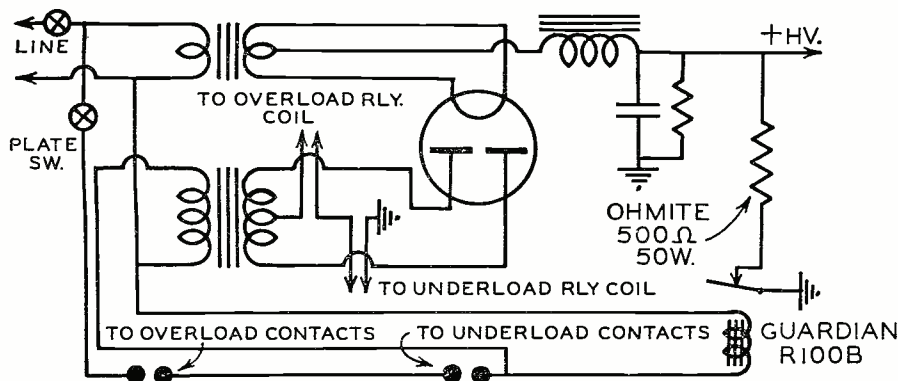 LINE
+HV.
TO OVERLOAD RLY.
COIL
PLATE
SW.
OHMITE
500Ω
50W.
TO UNDERLOAD RLY COIL
TO OVERLOAD CONTACTS
TO UNDERLOAD CONTACTS
GUARDIAN
R100B